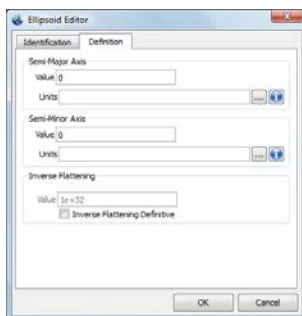 Ellipsoid Editor
Identification Definition
Semi-Major Axis
Value 0
Units
...
Semi-Minor Axis
Value 0
Units
...
Inverse Flattening
Value 1e+32
Inverse Flattening Definitive
OK Cancel